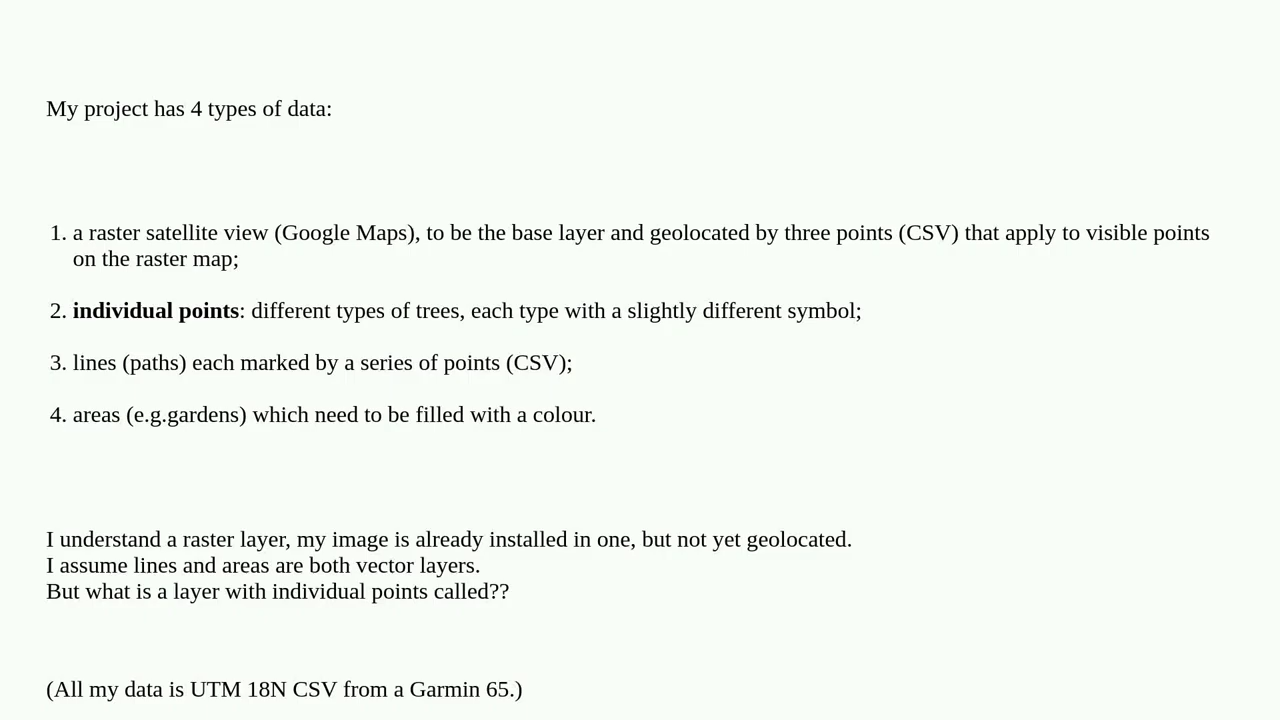 My project has 4 types of data:
1. a raster satellite view (Google Maps), to be the base layer and geolocated by three points (CSV) that apply to visible points
on the raster map;
2. individual points: different types of trees, each type with a slightly different symbol;
3. lines (paths) each marked by a series of points (CSV);
4. areas (e.g.gardens) which need to be filled with a colour.
I understand a raster layer, my image is already installed in one, but not yet geolocated.
I assume lines and areas are both vector layers.
But what is a layer with individual points called??
(All my data is UTM 18N CSV from a Garmin 65.)